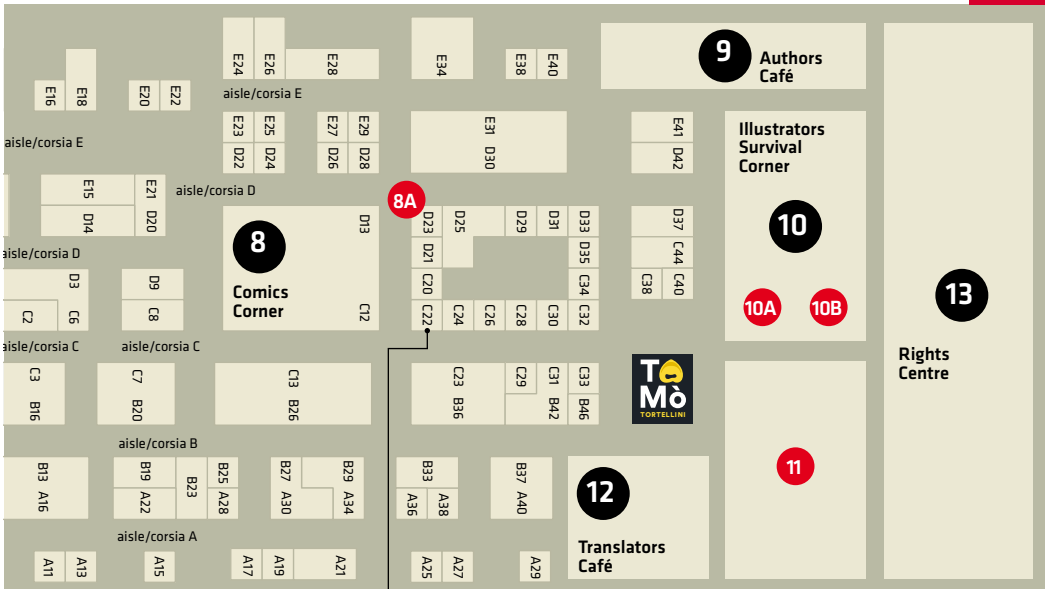 E24
E26
E28
E34
E38
E40
9
Authors
Café
E16
E18
E20
E22
aisle/corsia E
E23
E25
E27
E29
E31
E41
Illustrators
Survival
Corner
aisle/corsia E
D22
D24
D26
D28
D30
D42
E15
E21
aisle/corsia D
8A
D14
D20
8
D13
D23
D25
D29
D31
D33
D37
10
aisle/corsia D
D21
D35
C44
D3
D9
Comics
Corner
C20
C34
C38
C40
10A
10B
13
C2
C6
C8
C12
C22
C24
C26
C28
C30
C32
aisle/corsia C
aisle/corsia C
Rights
Centre
C3
C7
C13
C23
C29
C31
C33
TeMò
TORTELLINI
B16
B20
B26
B36
B42
B46
aisle/corsia B
B13
B19
B23
B25
B27
B29
B33
B37
11
A16
A22
A28
A30
A34
A36
A38
A40
12
aisle/corsia A
Translators
Café
A11
A13
A15
A17
A19
A21
A25
A27
A29